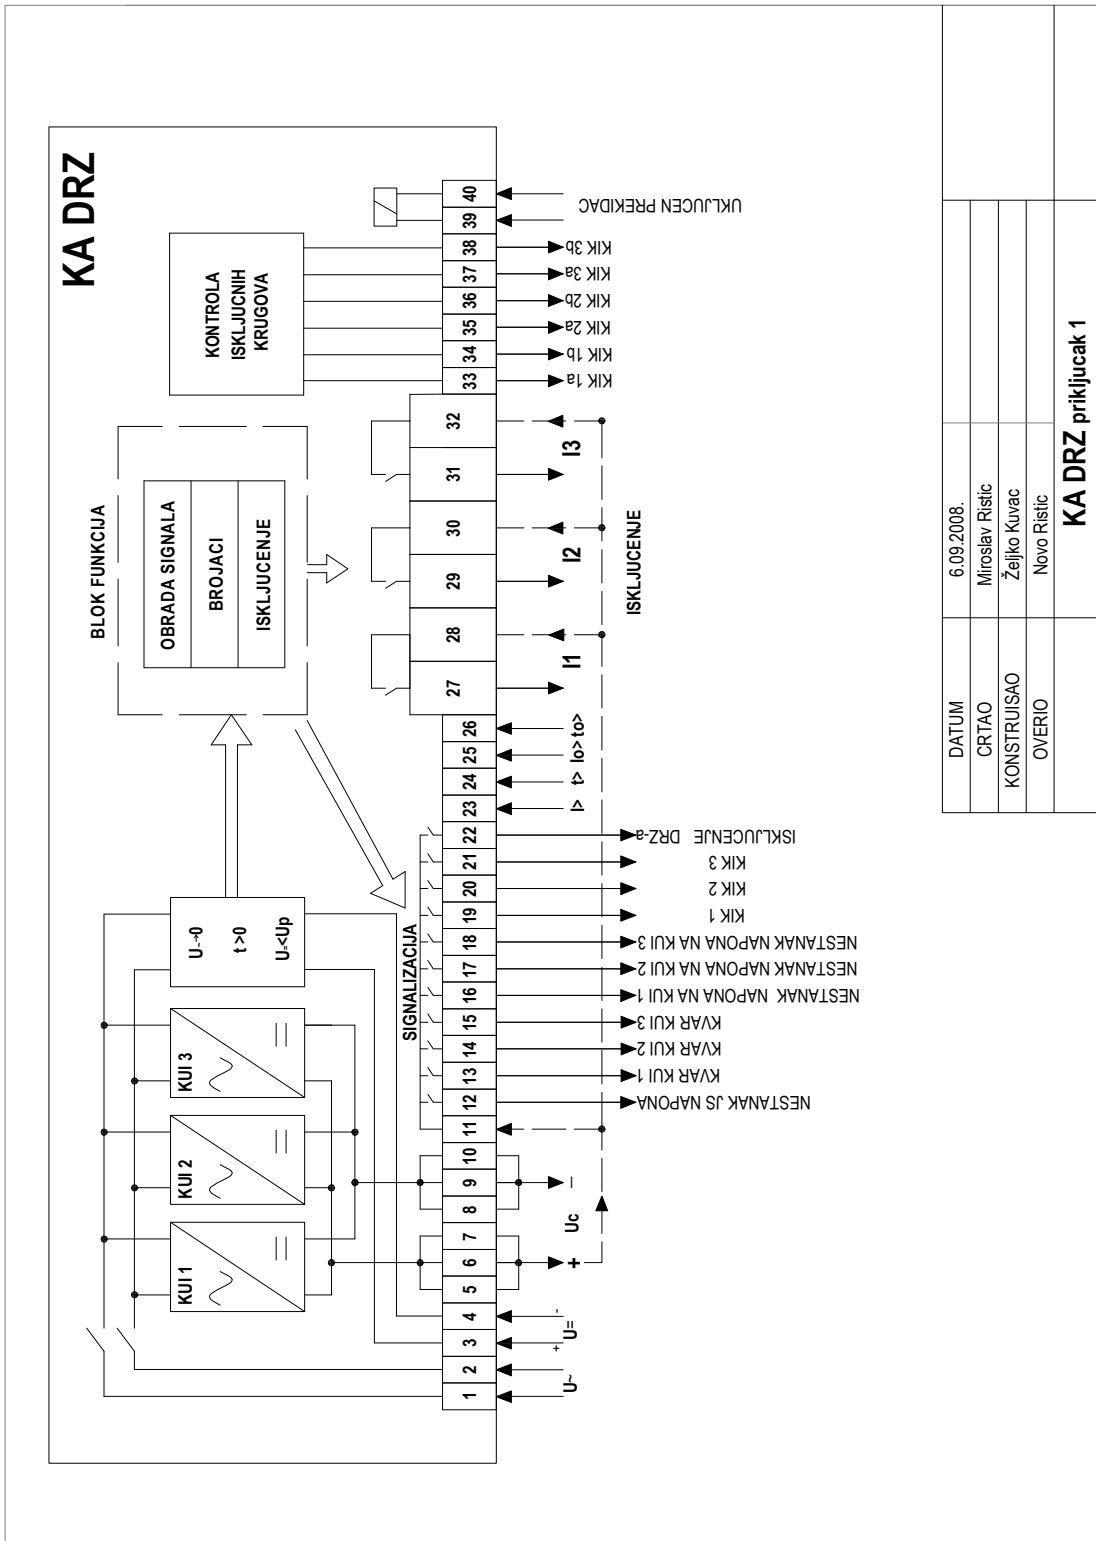 KA DRZ
BLOK FUNKCIJA
OBRADA SIGNALA
BROJACI
ISKLJUCENJE
KONTROLA
ISKLJUCNIH
KRUGOVA
KUI 1
KUI 2
KUI 3
U~→0
t >0
U=<Up
SIGNALIZACIJA
1
2
3
4
5
6
7
8
9
10
11
12
13
14
15
16
17
18
19
20
21
22
23
24
25
26
27
28
29
30
31
32
33
34
35
36
37
38
39
40
U~
+ U= -
+ Uc –
NESTANAK JS NAPONA
KVAR KUI 1
KVAR KUI 2
KVAR KUI 3
NESTANAK NAPONA NA KUI 1
NESTANAK NAPONA NA KUI 2
NESTANAK NAPONA NA KUI 3
KIK 1
KIK 2
KIK 3
ISKLJUCENJE DRZ-a
I>
t>
Io>
to>
I1
I2
I3
ISKLJUCENJE
KIK 1a
KIK 1b
KIK 2a
KIK 2b
KIK 3a
KIK 3b
UKLJUCEN PREKIDAC
DATUM 6.09.2008.
CRTAO Miroslav Ristic
KONSTRUISAO Željko Kuvac
OVERIO Novo Ristic
KA DRZ prikljucak 1